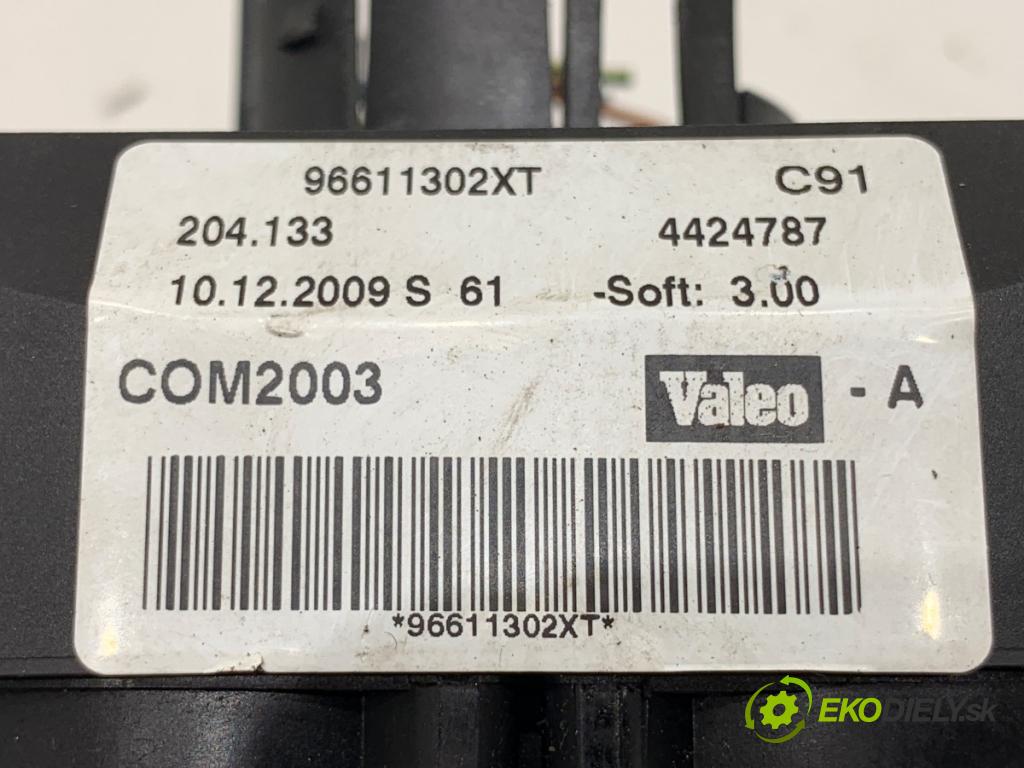 96611302XT C91
204.133 4424787
10.12.2009 S 61 -Soft: 3.00
COM2003 Valeo - A
*96611302XT*
EKODIELY.sk